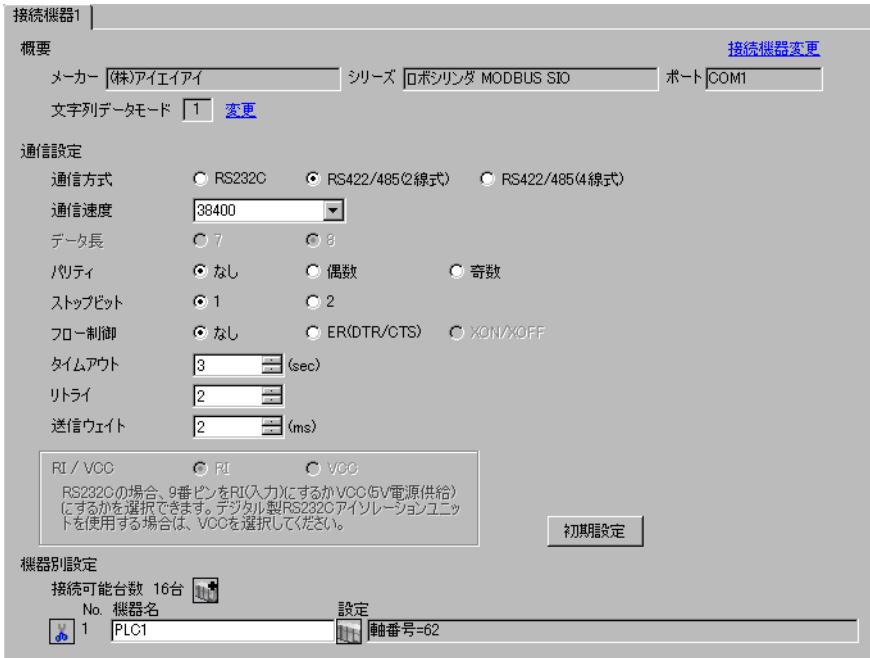 接続機器1
概要 接続機器変更
メーカー (株)アイエイアイ シリーズ ロボシリンダ MODBUS SIO ポート COM1
文字列データモード 1 変更
通信設定
通信方式 RS232C RS422/485(2線式) RS422/485(4線式)
通信速度 38400
データ長 7 8
パリティ なし 偶数 奇数
ストップビット 1 2
フロー制御 なし ER(DTR/CTS) XON/XOFF
タイムアウト 3 (sec)
リトライ 2
送信ウェイト 2 (ms)
RI / VCC RI VCC
RS232Cの場合、9番ピンをRI(入力)にするかVCC(5V電源供給)
にするかを選択できます。デジタル製RS232Cアイソレーションユニッ
トを使用する場合は、VCCを選択してください。
初期設定
機器別設定
接続可能台数 16台
No. 機器名 設定
1 PLC1 軸番号=62